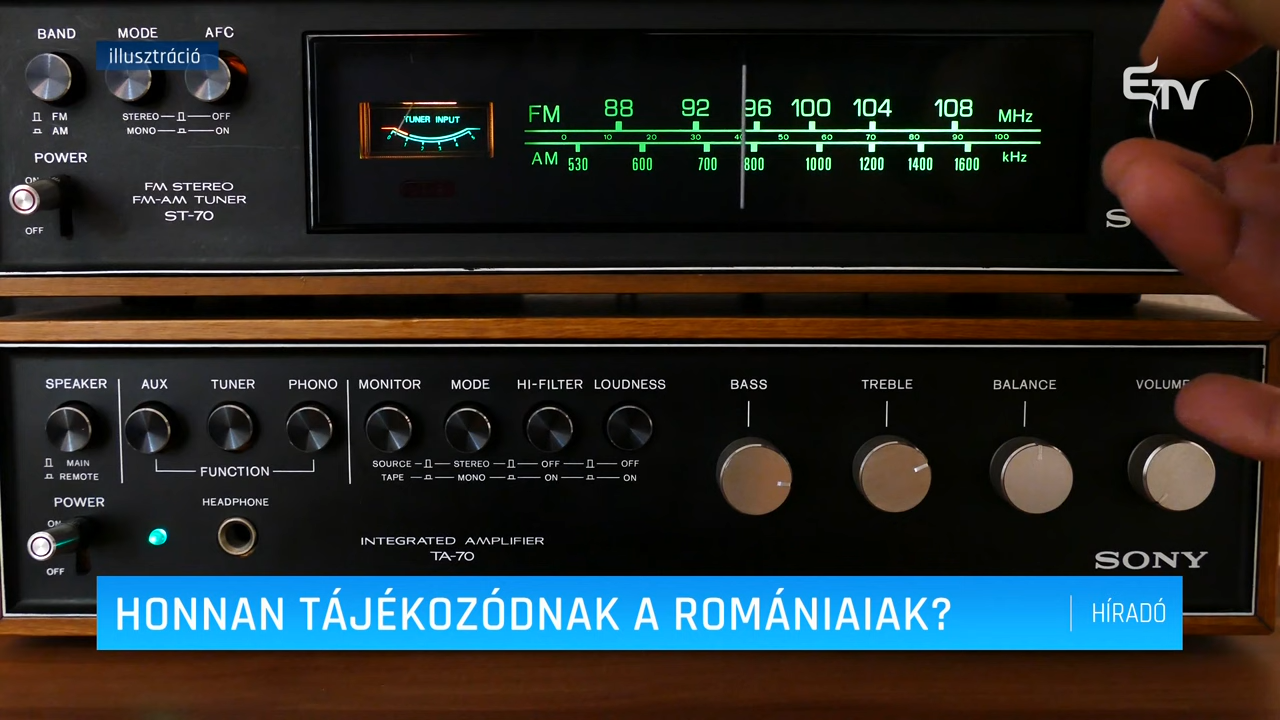 BAND MODE AFC
illusztráció
ETV
FM STEREO OFF
AM MONO ON
POWER
ON
OFF
FM STEREO
FM-AM TUNER
ST-70
TUNER INPUT
FM 88 92 96 100 104 108 MHz
0 10 20 30 40 50 60 70 80 90 100
AM 530 600 700 800 1000 1200 1400 1600 kHz
SPEAKER AUX TUNER PHONO MONITOR MODE HI-FILTER LOUDNESS BASS TREBLE BALANCE VOLUME
MAIN
REMOTE
FUNCTION
SOURCE STEREO OFF OFF
TAPE MONO ON ON
POWER
ON
OFF
HEADPHONE
INTEGRATED AMPLIFIER
TA-70
SONY
HONNAN TÁJÉKOZÓDNAK A ROMÁNIAIAK?
HÍRADÓ